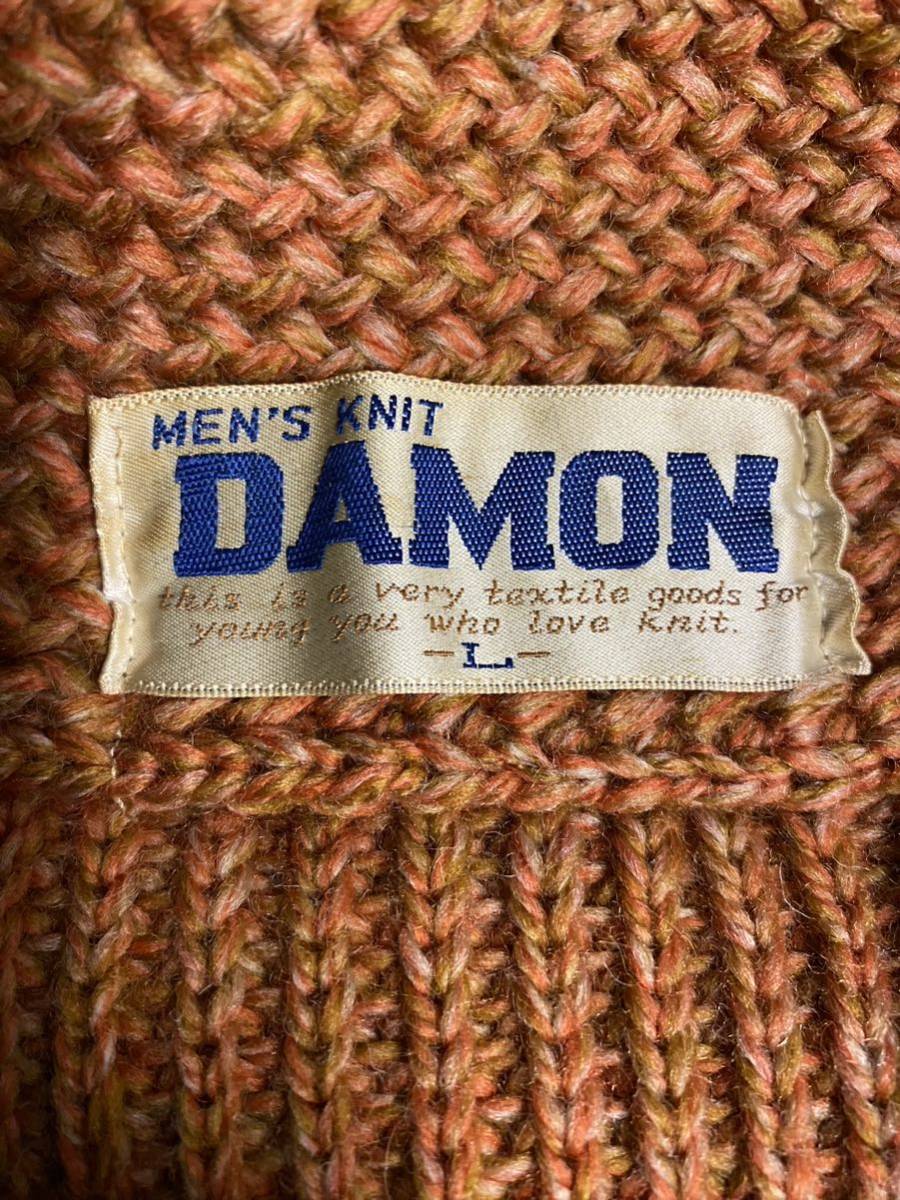 MEN'S KNIT
DAMON
this is a very textile goods for
young you who love knit.
-L-